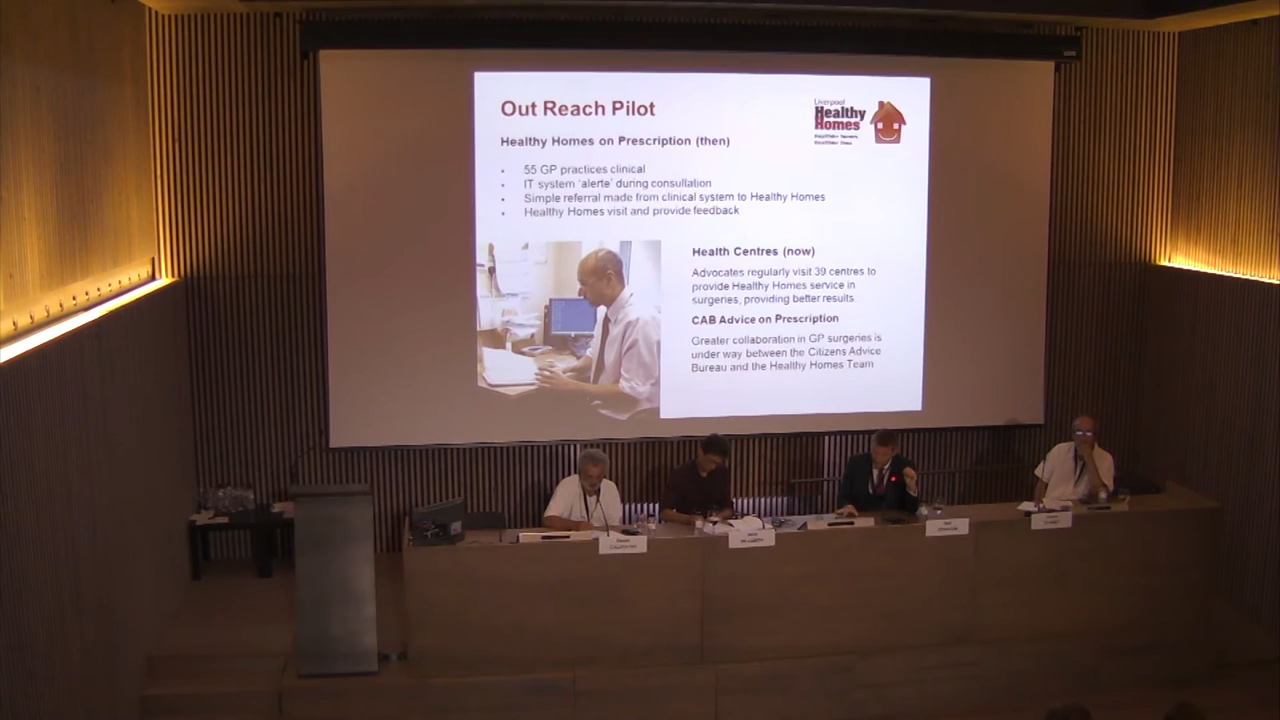 Out Reach Pilot
Liverpool
Healthy
Homes
Healthy Homes on Prescription (then)
• 55 GP practices clinical
• IT system 'alerte' during consultation
• Simple referral made from clinical system to Healthy Homes
• Healthy Homes visit and provide feedback
Health Centres (now)
Advocates regularly visit 39 centres to
provide Healthy Homes service in
surgeries, providing better results
CAB Advice on Prescription
Greater collaboration in GP surgeries is
under way between the Citizens Advice
Bureau and the Healthy Homes Team